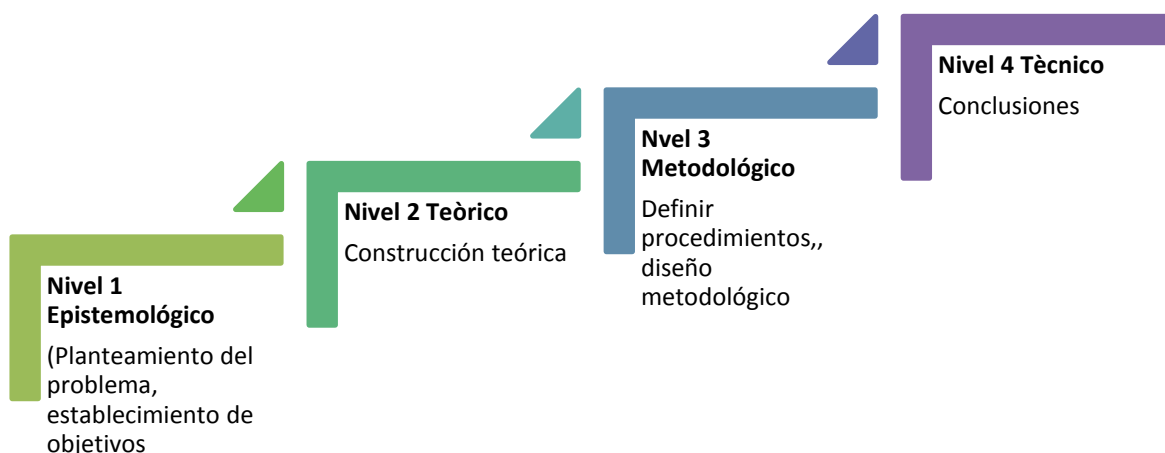 Nivel 1
Epistemológico
(Planteamiento del
problema,
establecimiento de
objetivos
Nivel 2 Teòrico
Construcción teórica
Nvel 3
Metodológico
Definir
procedimientos,,
diseño
metodológico
Nivel 4 Tècnico
Conclusiones